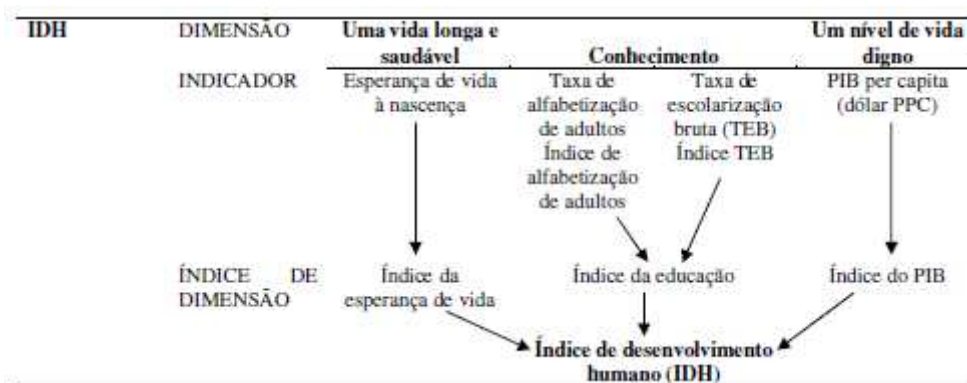 IDH DIMENSÃO Uma vida longa e saudável Conhecimento Um nível de vida digno
INDICADOR Esperança de vida à nascença
Taxa de alfabetização de adultos
Índice de alfabetização de adultos
Taxa de escolarização bruta (TEB)
Índice TEB
PIB per capita (dólar PPC)
ÍNDICE DE DIMENSÃO
Índice da esperança de vida
Índice da educação
Índice do PIB
Índice de desenvolvimento
humano (IDH)